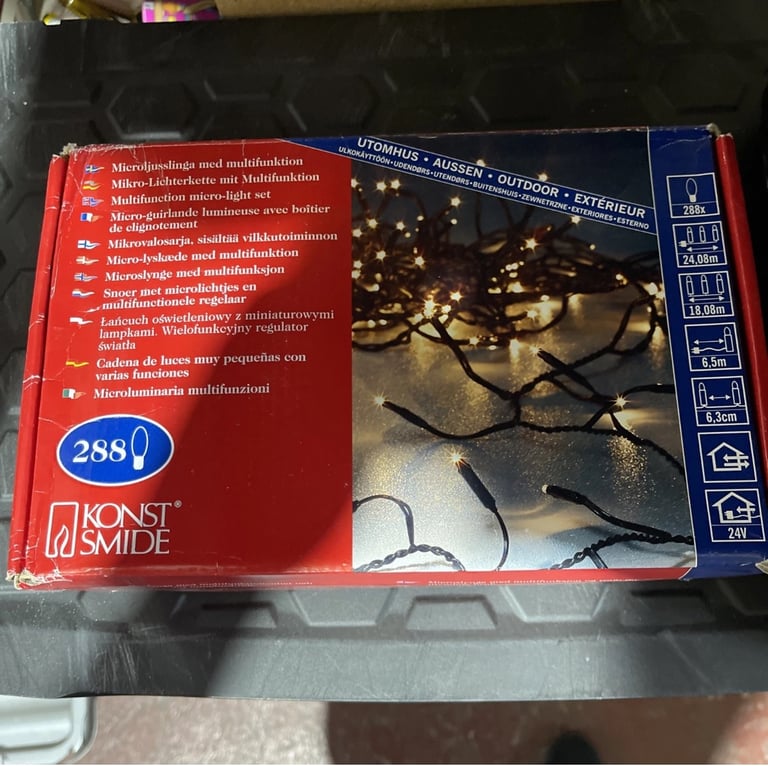 Microljusslinga med multifunktion
Mikro-Lichterkette mit Multifunktion
Multifunction micro-light set
Micro-guirlande lumineuse avec boîtier
de clignotement
Mikrovalosarja, sisältää vilkkutoiminnon
Micro-lyskæde med multifunktion
Microslynge med multifunksjon
Snoer met microlichtjes en
multifunctionele regelaar
Łańcuch oświetleniowy z miniaturowymi
lampkami. Wielofunkcyjny regulator
światła
Cadena de luces muy pequeñas con
varias funciones
Microluminaria multifunzioni
288
KONST®
SMIDE
UTOMHUS • AUSSEN • OUTDOOR • EXTÉRIEUR
ULKOKÄYTTÖÖN • UDENDØRS • UTENDØRS • BUITENSHUIS • ZEWNETRZNE • EXTERIORES • ESTERNO
288x
24,08m
18,08m
6,5m
6,3cm
24V